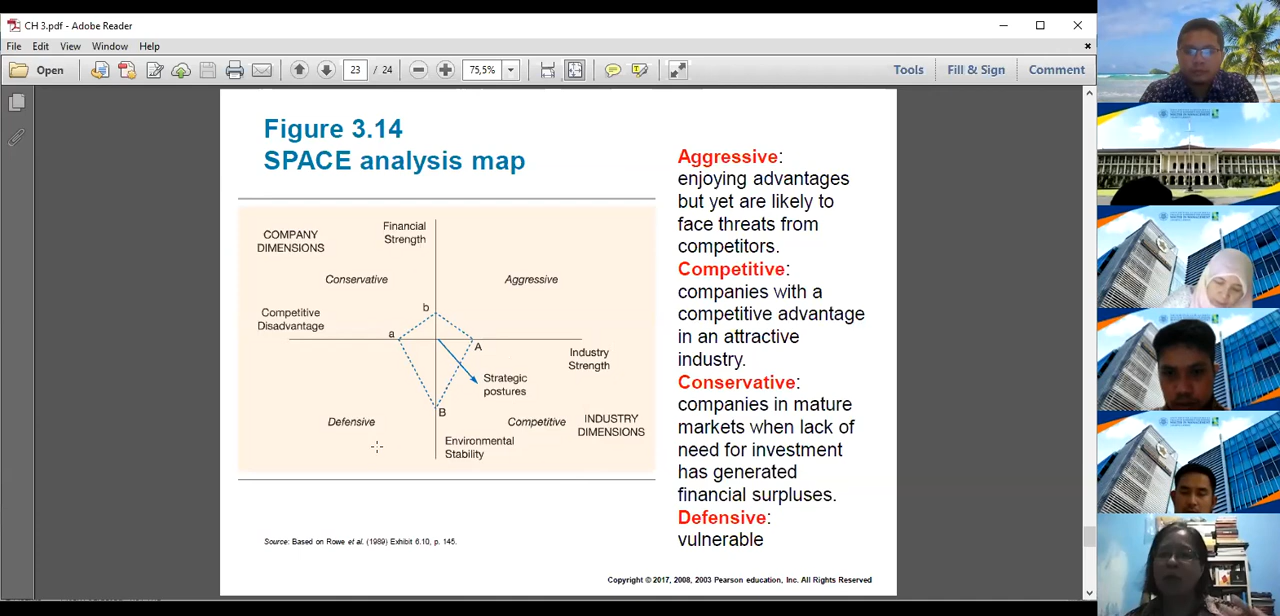 CH 3.pdf - Adobe Reader
File Edit View Window Help
Open 23 / 24 75,5% Tools Fill & Sign Comment
Figure 3.14
SPACE analysis map
COMPANY
DIMENSIONS
Financial
Strength
Conservative
Aggressive
Competitive
Disadvantage
b
a
A
Industry
Strength
Strategic
postures
B
Defensive
Competitive
INDUSTRY
DIMENSIONS
Environmental
Stability
Source: Based on Rowe et al. (1989) Exhibit 6.10, p. 145.
Aggressive:
enjoying advantages
but yet are likely to
face threats from
competitors.
Competitive:
companies with a
competitive advantage
in an attractive
industry.
Conservative:
companies in mature
markets when lack of
need for investment
has generated
financial surpluses.
Defensive:
vulnerable
Copyright © 2017, 2008, 2003 Pearson education, Inc. All Rights Reserved